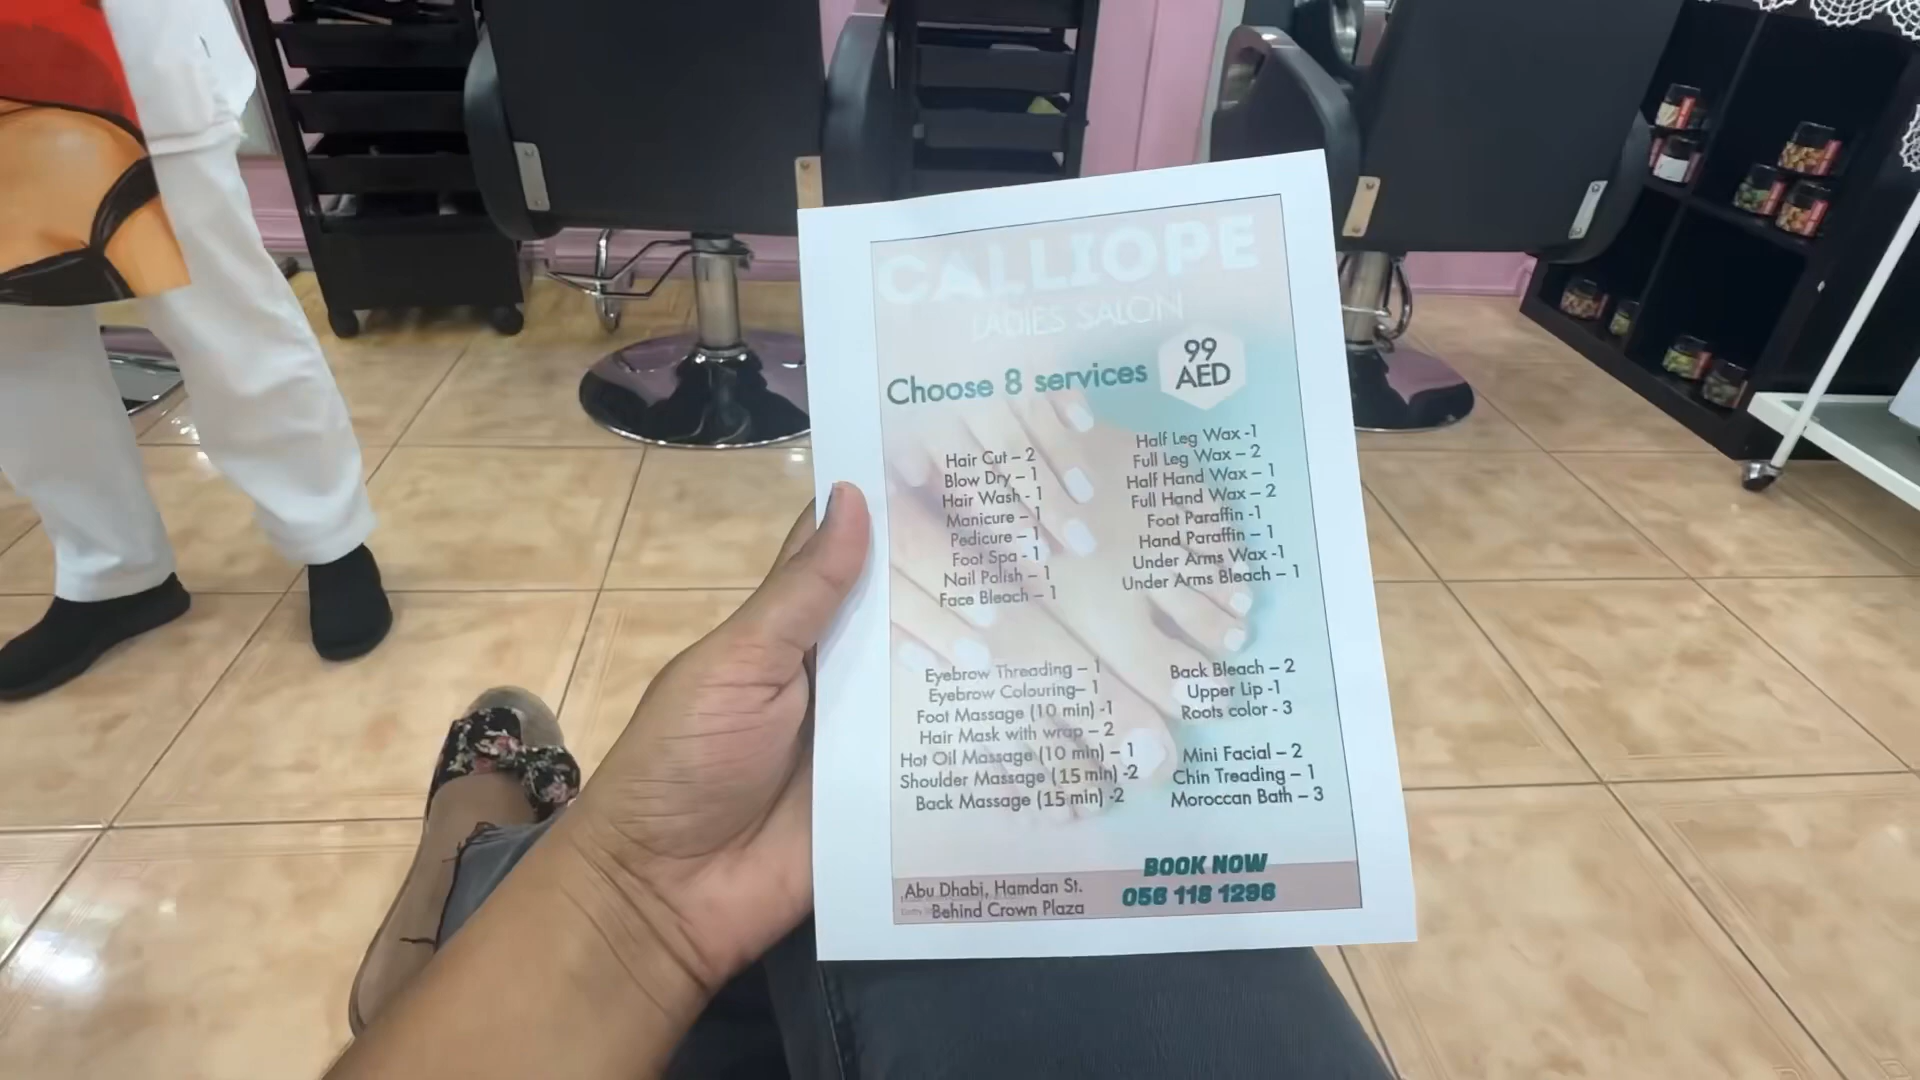 CALLIOPE
LADIES SALON
Choose 8 services
99
AED
Hair Cut – 2
Blow Dry – 1
Hair Wash - 1
Manicure – 1
Pedicure – 1
Foot Spa - 1
Nail Polish – 1
Face Bleach – 1
Half Leg Wax -1
Full Leg Wax – 2
Half Hand Wax – 1
Full Hand Wax – 2
Foot Paraffin -1
Hand Paraffin – 1
Under Arms Wax -1
Under Arms Bleach – 1
Eyebrow Threading – 1
Eyebrow Colouring– 1
Foot Massage (10 min) -1
Hair Mask with wrap – 2
Hot Oil Massage (10 min) – 1
Shoulder Massage (15 min) -2
Back Massage (15 min) -2
Back Bleach – 2
Upper Lip -1
Roots color - 3
Mini Facial – 2
Chin Treading – 1
Moroccan Bath – 3
Abu Dhabi, Hamdan St.
Behind Crown Plaza
BOOK NOW
056 118 1296